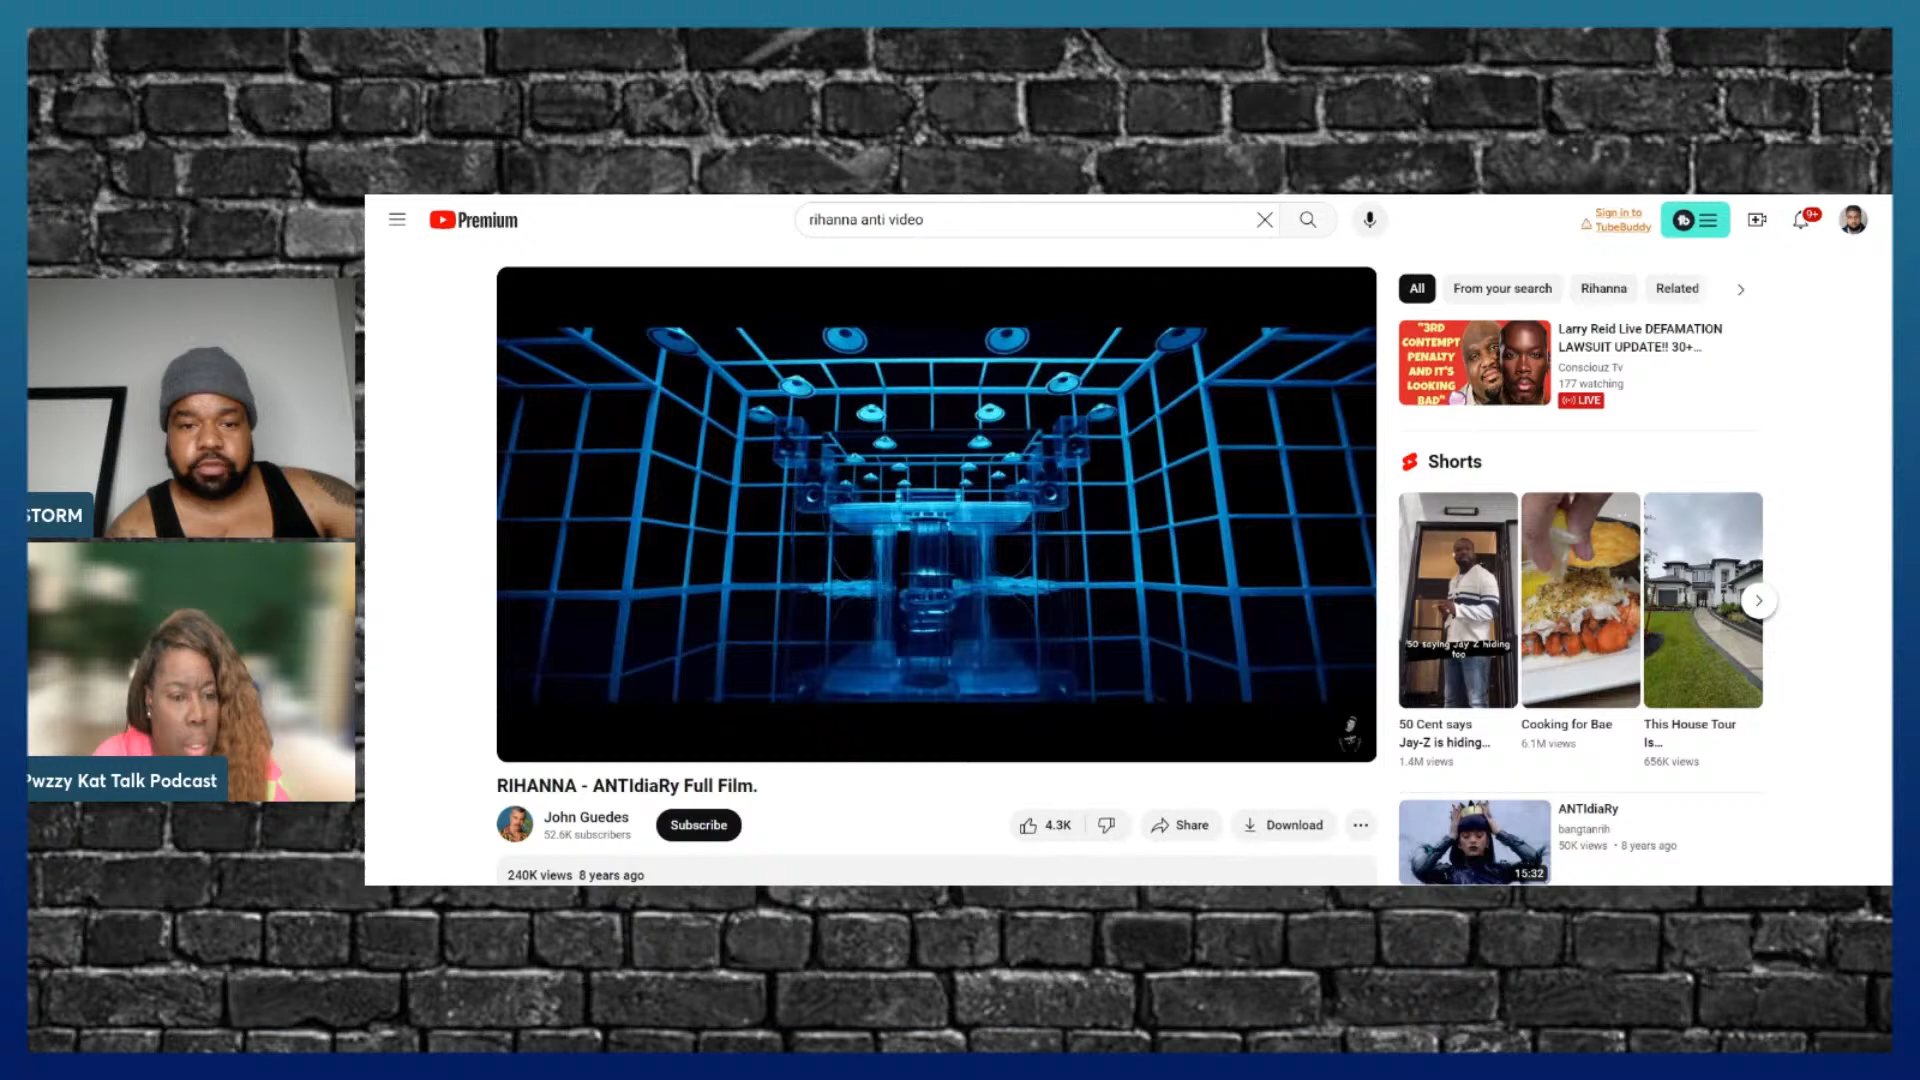 Premium
rihanna anti video
Sign in to
TubeBuddy
9+
All
From your search
Rihanna
Related
"3RD
CONTEMPT
PENALTY
AND IT'S
LOOKING
BAD"
Larry Reid Live DEFAMATION
LAWSUIT UPDATE!! 30+...
Consciouz Tv
177 watching
LIVE
Shorts
STORM
50 saying Jay Z hiding
too
50 Cent says
Jay-Z is hiding...
1.4M views
Cooking for Bae
6.1M views
This House Tour
Is...
656K views
Pwzzy Kat Talk Podcast
RIHANNA - ANTIdiaRy Full Film.
John Guedes
52.6K subscribers
Subscribe
4.3K
Share
Download
240K views 8 years ago
ANTIdiaRy
bangtanrih
50K views • 8 years ago
15:32